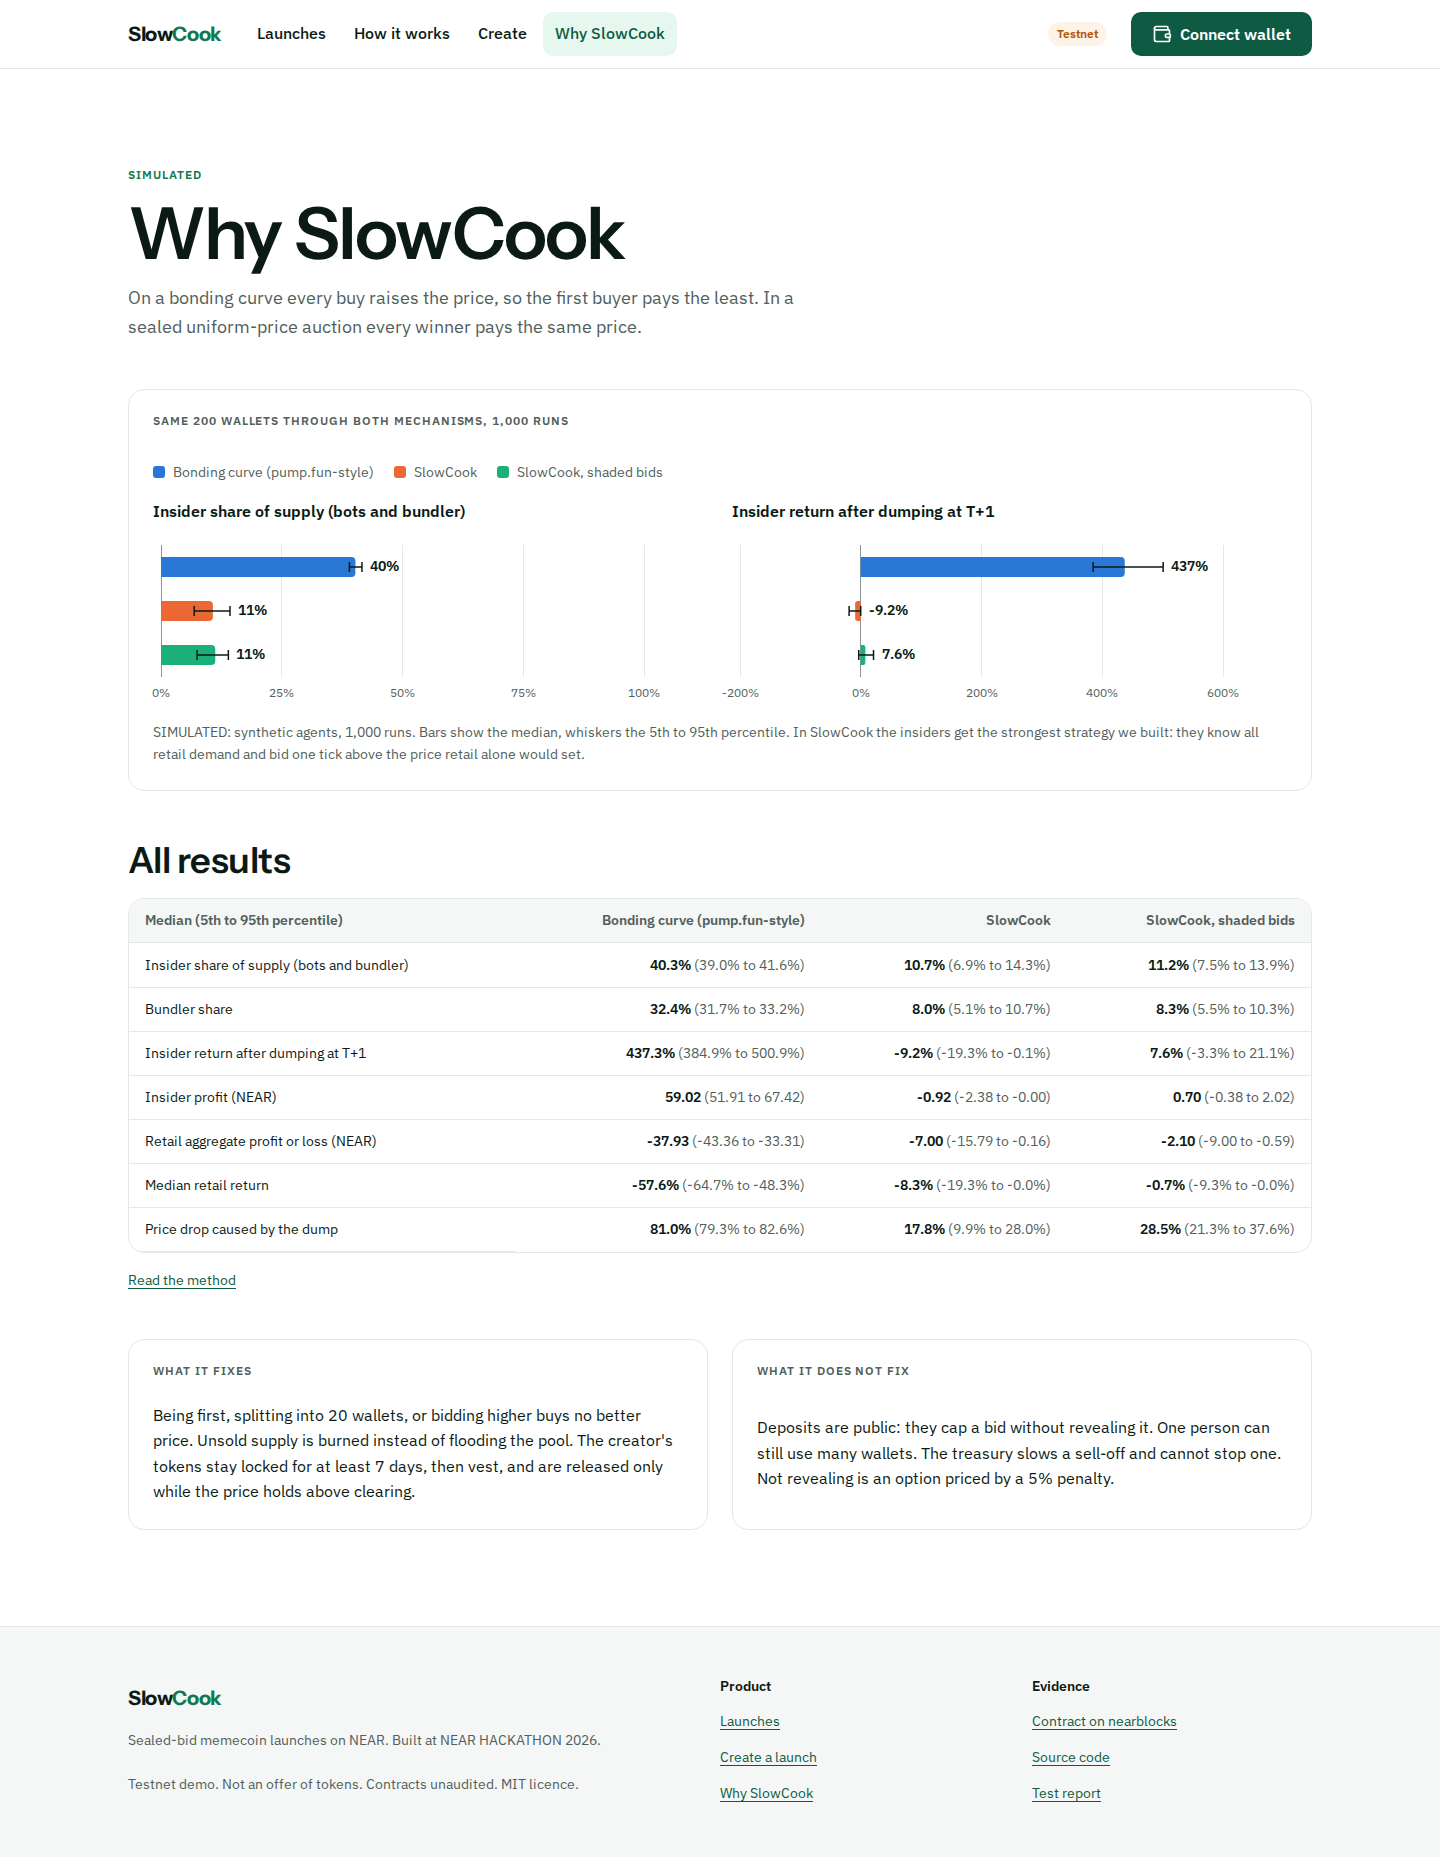 SlowCook Launches How it works Create Why SlowCook Testnet Connect wallet
SIMULATED
Why SlowCook
On a bonding curve every buy raises the price, so the first buyer pays the least. In a
sealed uniform-price auction every winner pays the same price.
SAME 200 WALLETS THROUGH BOTH MECHANISMS, 1,000 RUNS
Bonding curve (pump.fun-style) SlowCook SlowCook, shaded bids
Insider share of supply (bots and bundler)
40%
11%
11%
0% 25% 50% 75% 100%
Insider return after dumping at T+1
437%
-9.2%
7.6%
-200% 0% 200% 400% 600%
SIMULATED: synthetic agents, 1,000 runs. Bars show the median, whiskers the 5th to 95th percentile. In SlowCook the insiders get the strongest strategy we built: they know all
retail demand and bid one tick above the price retail alone would set.
All results
Median (5th to 95th percentile) Bonding curve (pump.fun-style) SlowCook SlowCook, shaded bids
Insider share of supply (bots and bundler) 40.3% (39.0% to 41.6%) 10.7% (6.9% to 14.3%) 11.2% (7.5% to 13.9%)
Bundler share 32.4% (31.7% to 33.2%) 8.0% (5.1% to 10.7%) 8.3% (5.5% to 10.3%)
Insider return after dumping at T+1 437.3% (384.9% to 500.9%) -9.2% (-19.3% to -0.1%) 7.6% (-3.3% to 21.1%)
Insider profit (NEAR) 59.02 (51.91 to 67.42) -0.92 (-2.38 to -0.00) 0.70 (-0.38 to 2.02)
Retail aggregate profit or loss (NEAR) -37.93 (-43.36 to -33.31) -7.00 (-15.79 to -0.16) -2.10 (-9.00 to -0.59)
Median retail return -57.6% (-64.7% to -48.3%) -8.3% (-19.3% to -0.0%) -0.7% (-9.3% to -0.0%)
Price drop caused by the dump 81.0% (79.3% to 82.6%) 17.8% (9.9% to 28.0%) 28.5% (21.3% to 37.6%)
Read the method
WHAT IT FIXES
Being first, splitting into 20 wallets, or bidding higher buys no better
price. Unsold supply is burned instead of flooding the pool. The creator's
tokens stay locked for at least 7 days, then vest, and are released only
while the price holds above clearing.
WHAT IT DOES NOT FIX
Deposits are public: they cap a bid without revealing it. One person can
still use many wallets. The treasury slows a sell-off and cannot stop one.
Not revealing is an option priced by a 5% penalty.
SlowCook
Sealed-bid memecoin launches on NEAR. Built at NEAR HACKATHON 2026.
Testnet demo. Not an offer of tokens. Contracts unaudited. MIT licence.
Product
Launches
Create a launch
Why SlowCook
Evidence
Contract on nearblocks
Source code
Test report